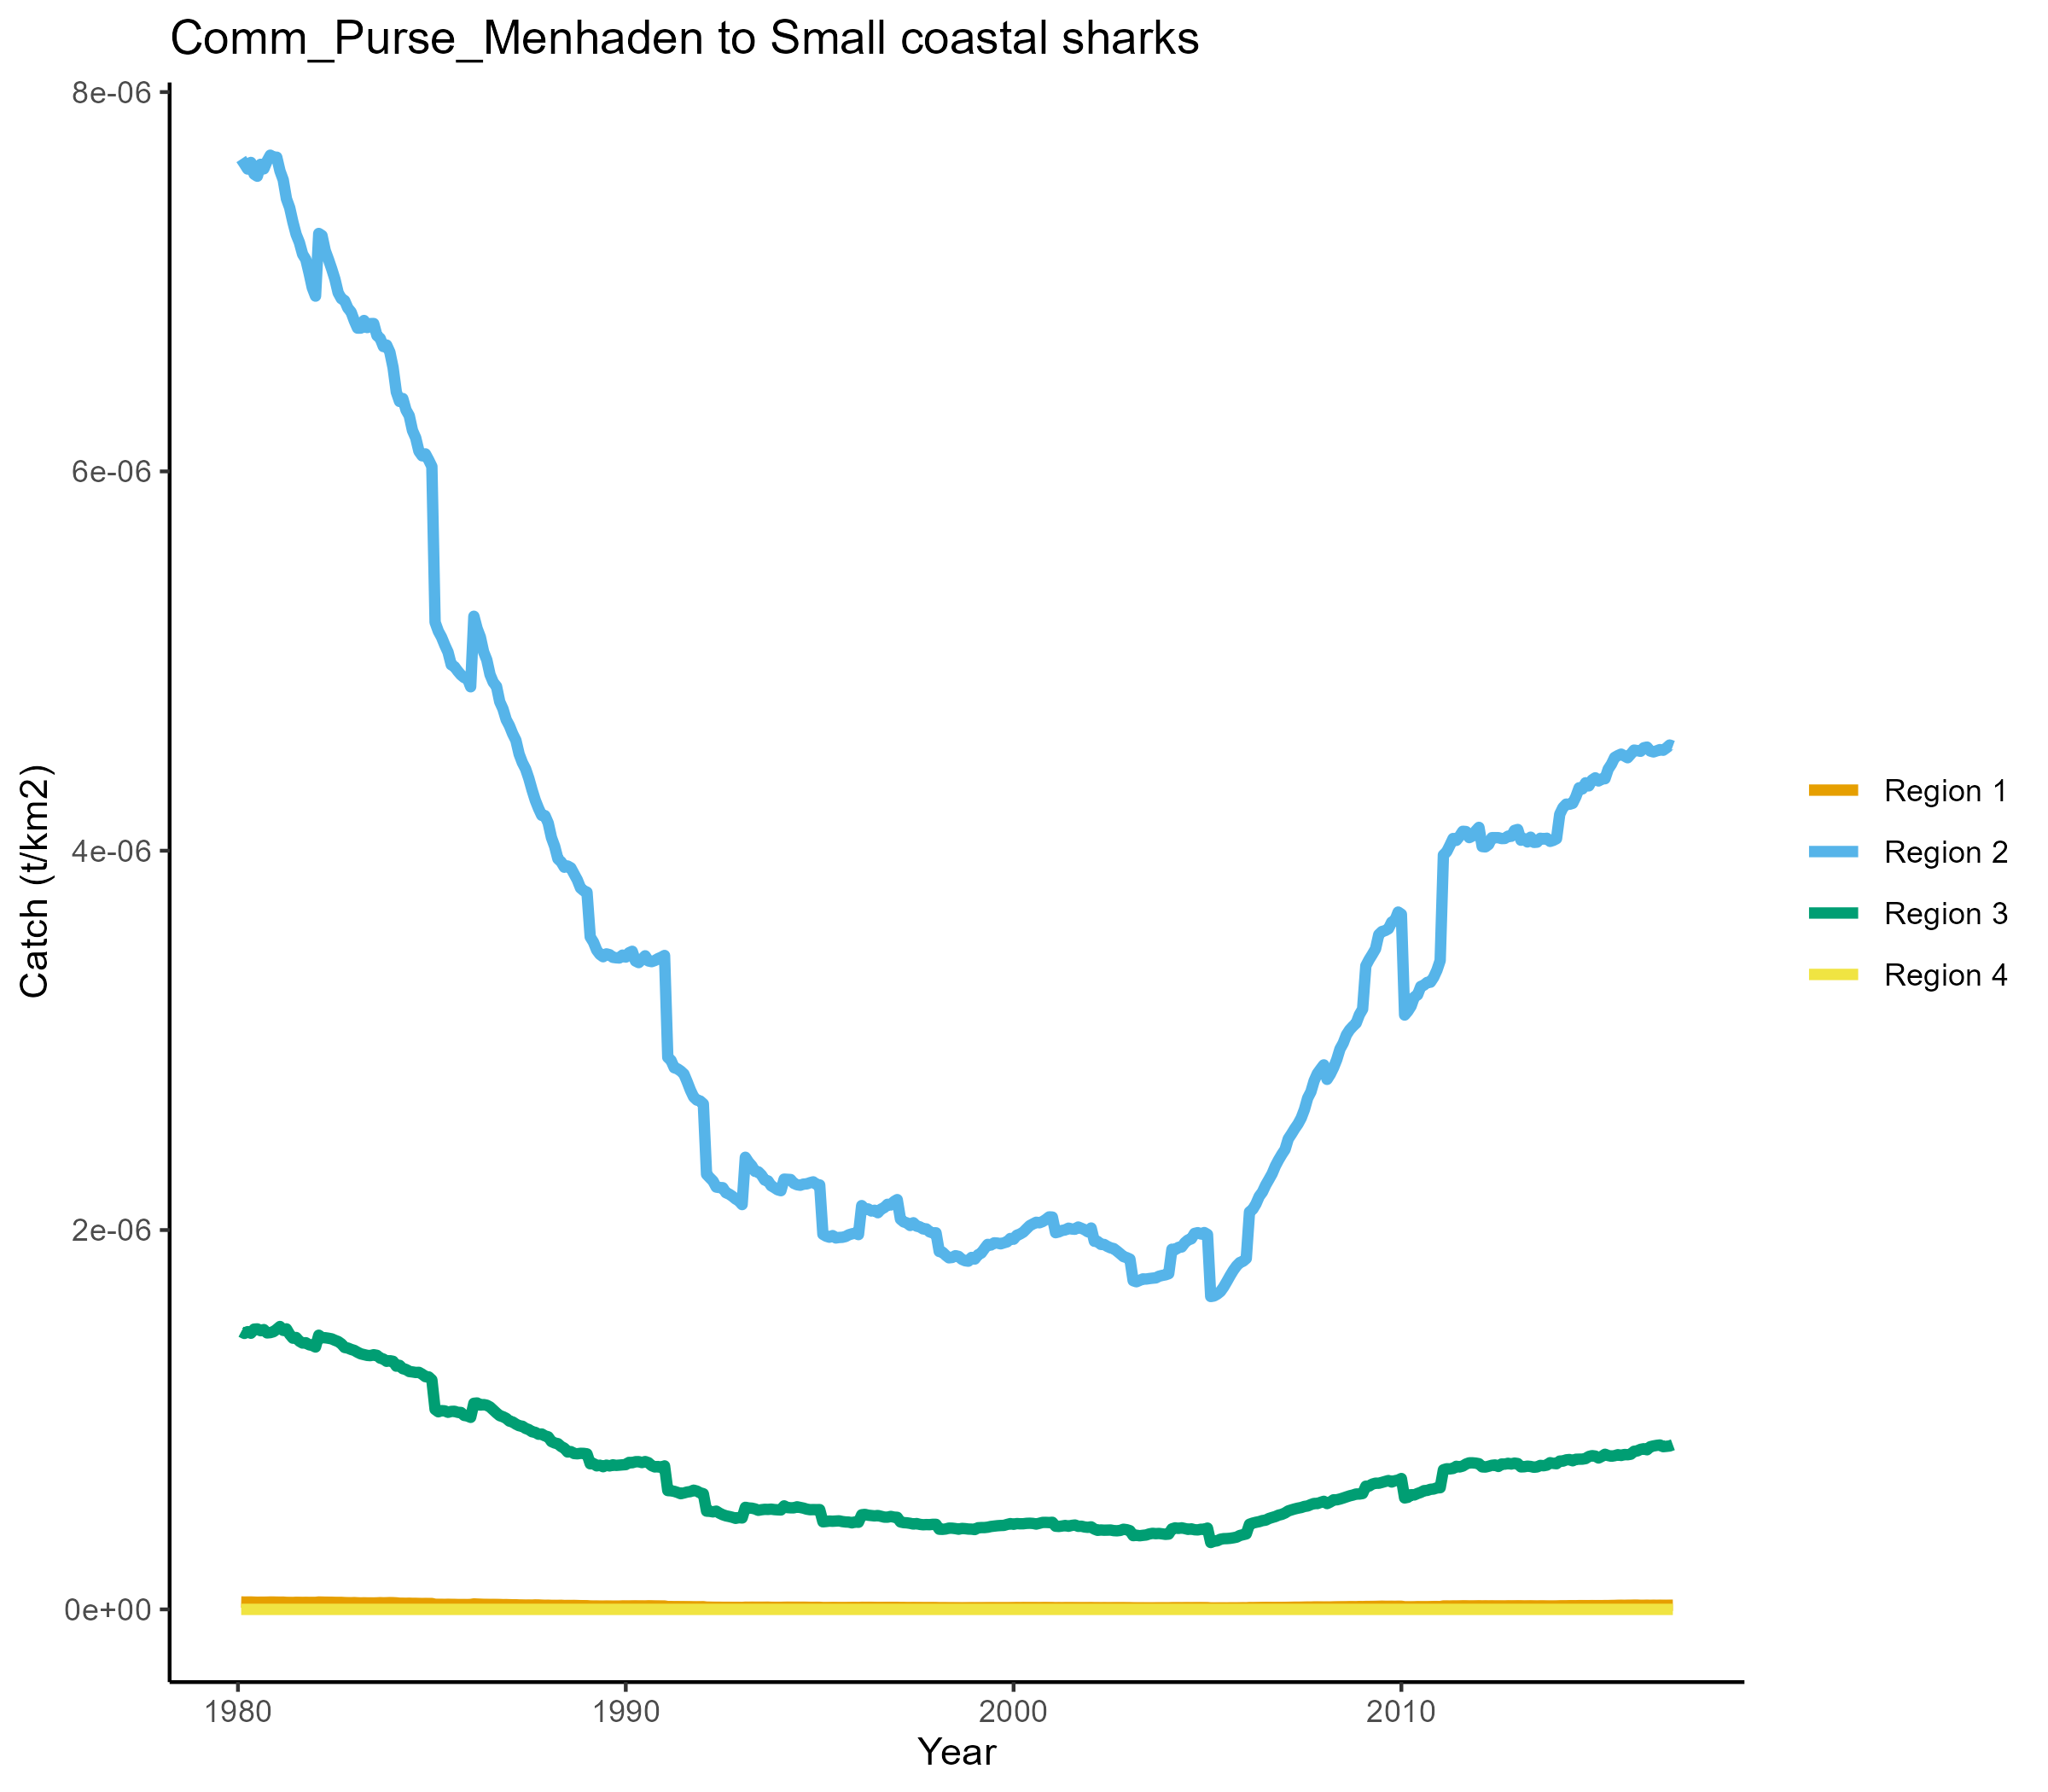 Comm_Purse_Menhaden to Small coastal sharks
8e-06
6e-06
4e-06
2e-06
0e+00
Catch (t/km2)
1980
1990
2000
2010
Year
Region 1
Region 2
Region 3
Region 4